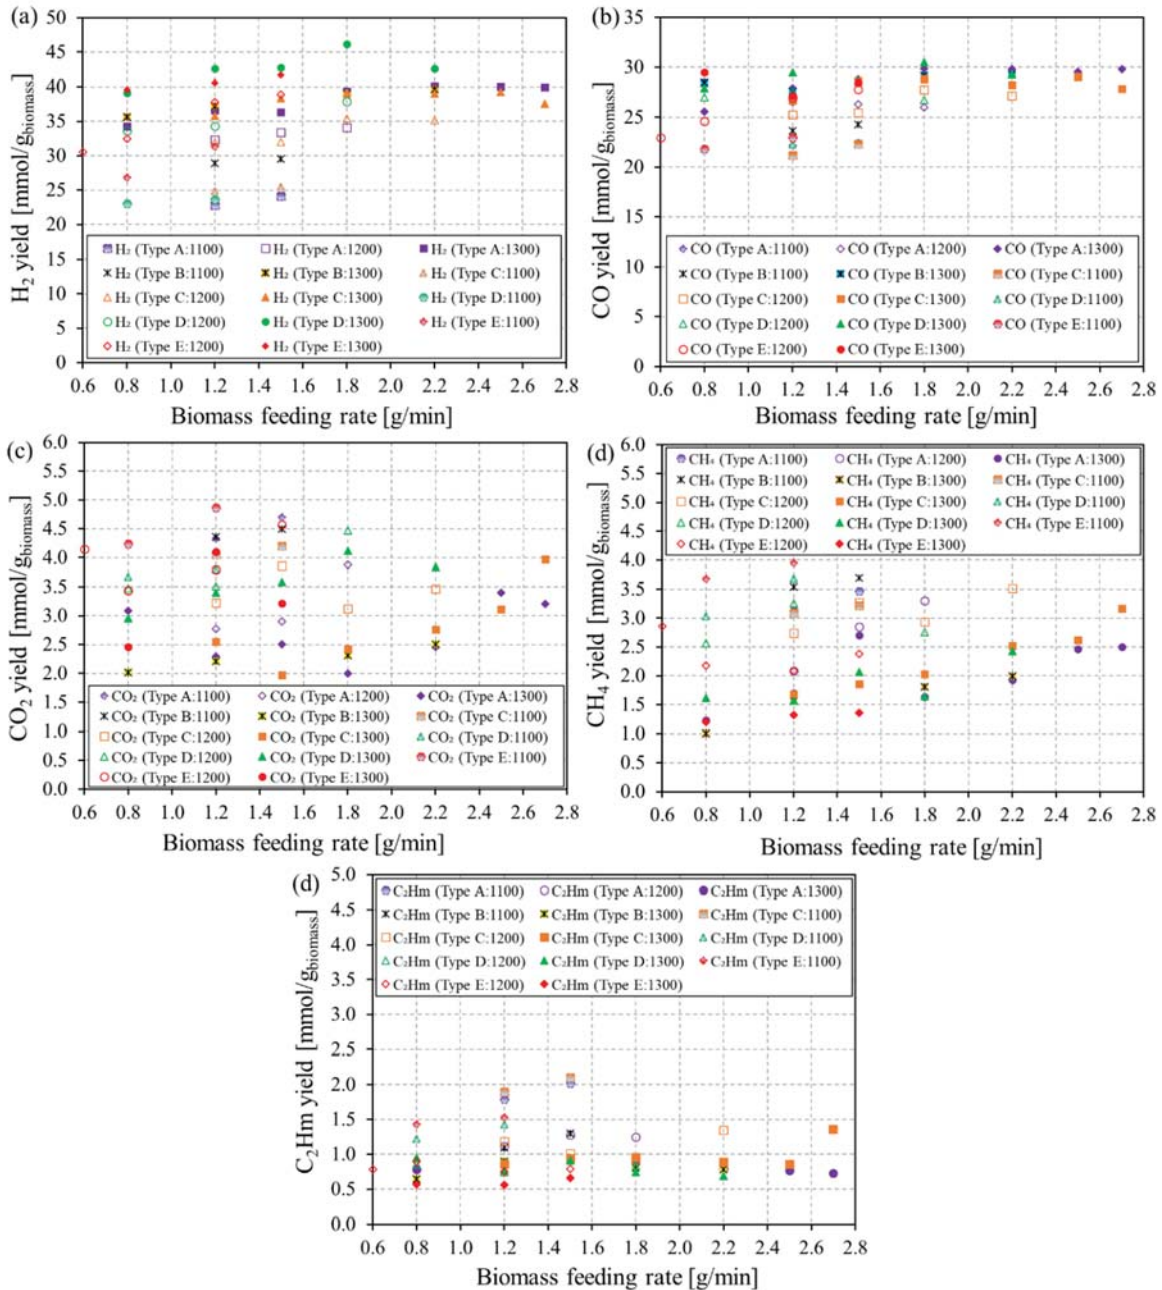 (a)
50
45
40
35
30
25
20
15
10
5
0
H₂ yield [mmol/gbiomass]
H₂ (Type A:1100) H₂ (Type A:1200) H₂ (Type A:1300)
H₂ (Type B:1100) H₂ (Type B:1300) H₂ (Type C:1100)
H₂ (Type C:1200) H₂ (Type C:1300) H₂ (Type D:1100)
H₂ (Type D:1200) H₂ (Type D:1300) H₂ (Type E:1100)
H₂ (Type E:1200) H₂ (Type E:1300)
0.6 0.8 1.0 1.2 1.4 1.6 1.8 2.0 2.2 2.4 2.6 2.8
Biomass feeding rate [g/min]
(b)
35
30
25
20
15
10
5
0
CO yield [mmol/gbiomass]
CO (Type A:1100) CO (Type A:1200) CO (Type A:1300)
CO (Type B:1100) CO (Type B:1300) CO (Type C:1100)
CO (Type C:1200) CO (Type C:1300) CO (Type D:1100)
CO (Type D:1200) CO (Type D:1300) CO (Type E:1100)
CO (Type E:1200) CO (Type E:1300)
0.6 0.8 1.0 1.2 1.4 1.6 1.8 2.0 2.2 2.4 2.6 2.8
Biomass feeding rate [g/min]
(c)
6.0
5.5
5.0
4.5
4.0
3.5
3.0
2.5
2.0
1.5
1.0
0.5
0.0
CO₂ yield [mmol/gbiomass]
CO₂ (Type A:1100) CO₂ (Type A:1200) CO₂ (Type A:1300)
CO₂ (Type B:1100) CO₂ (Type B:1300) CO₂ (Type C:1100)
CO₂ (Type C:1200) CO₂ (Type C:1300) CO₂ (Type D:1100)
CO₂ (Type D:1200) CO₂ (Type D:1300) CO₂ (Type E:1100)
CO₂ (Type E:1200) CO₂ (Type E:1300)
0.6 0.8 1.0 1.2 1.4 1.6 1.8 2.0 2.2 2.4 2.6 2.8
Biomass feeding rate [g/min]
(d)
6.0
5.5
5.0
4.5
4.0
3.5
3.0
2.5
2.0
1.5
1.0
0.5
0.0
CH₄ yield [mmol/gbiomass]
CH₄ (Type A:1100) CH₄ (Type A:1200) CH₄ (Type A:1300)
CH₄ (Type B:1100) CH₄ (Type B:1300) CH₄ (Type C:1100)
CH₄ (Type C:1200) CH₄ (Type C:1300) CH₄ (Type D:1100)
CH₄ (Type D:1200) CH₄ (Type D:1300) CH₄ (Type E:1100)
CH₄ (Type E:1200) CH₄ (Type E:1300)
0.6 0.8 1.0 1.2 1.4 1.6 1.8 2.0 2.2 2.4 2.6 2.8
Biomass feeding rate [g/min]
(d)
5.0
4.5
4.0
3.5
3.0
2.5
2.0
1.5
1.0
0.5
0.0
C₂Hm yield [mmol/gbiomass]
C₂Hm (Type A:1100) C₂Hm (Type A:1200) C₂Hm (Type A:1300)
C₂Hm (Type B:1100) C₂Hm (Type B:1300) C₂Hm (Type C:1100)
C₂Hm (Type C:1200) C₂Hm (Type C:1300) C₂Hm (Type D:1100)
C₂Hm (Type D:1200) C₂Hm (Type D:1300) C₂Hm (Type E:1100)
C₂Hm (Type E:1200) C₂Hm (Type E:1300)
0.6 0.8 1.0 1.2 1.4 1.6 1.8 2.0 2.2 2.4 2.6 2.8
Biomass feeding rate [g/min]